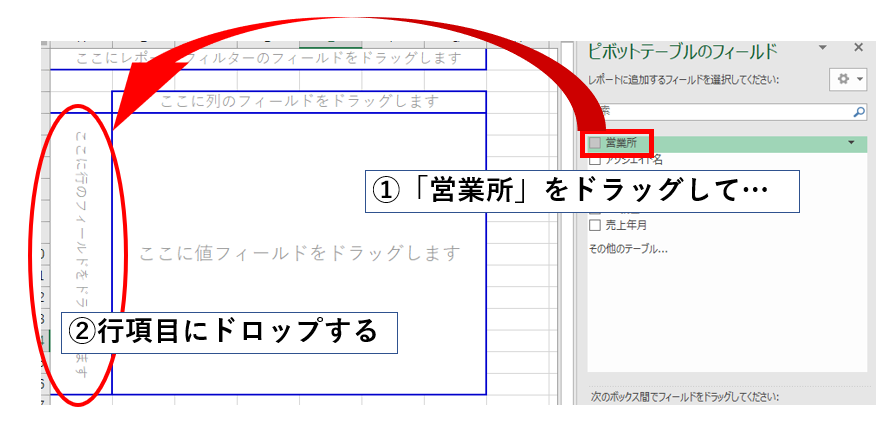 ピボットテーブルのフィールド
ここにレポ フィルターのフィールドをドラッグします
レポートに追加するフィールドを選択してください:
ここに列のフィールドをドラッグします
索
営業所
①「営業所」をドラッグして…
売上年月
その他のテーブル...
ここに行のフィールドをドラ ます
ここに値フィールドをドラッグします
②行項目にドロップする
次のボックス間でフィールドをドラッグしてください: